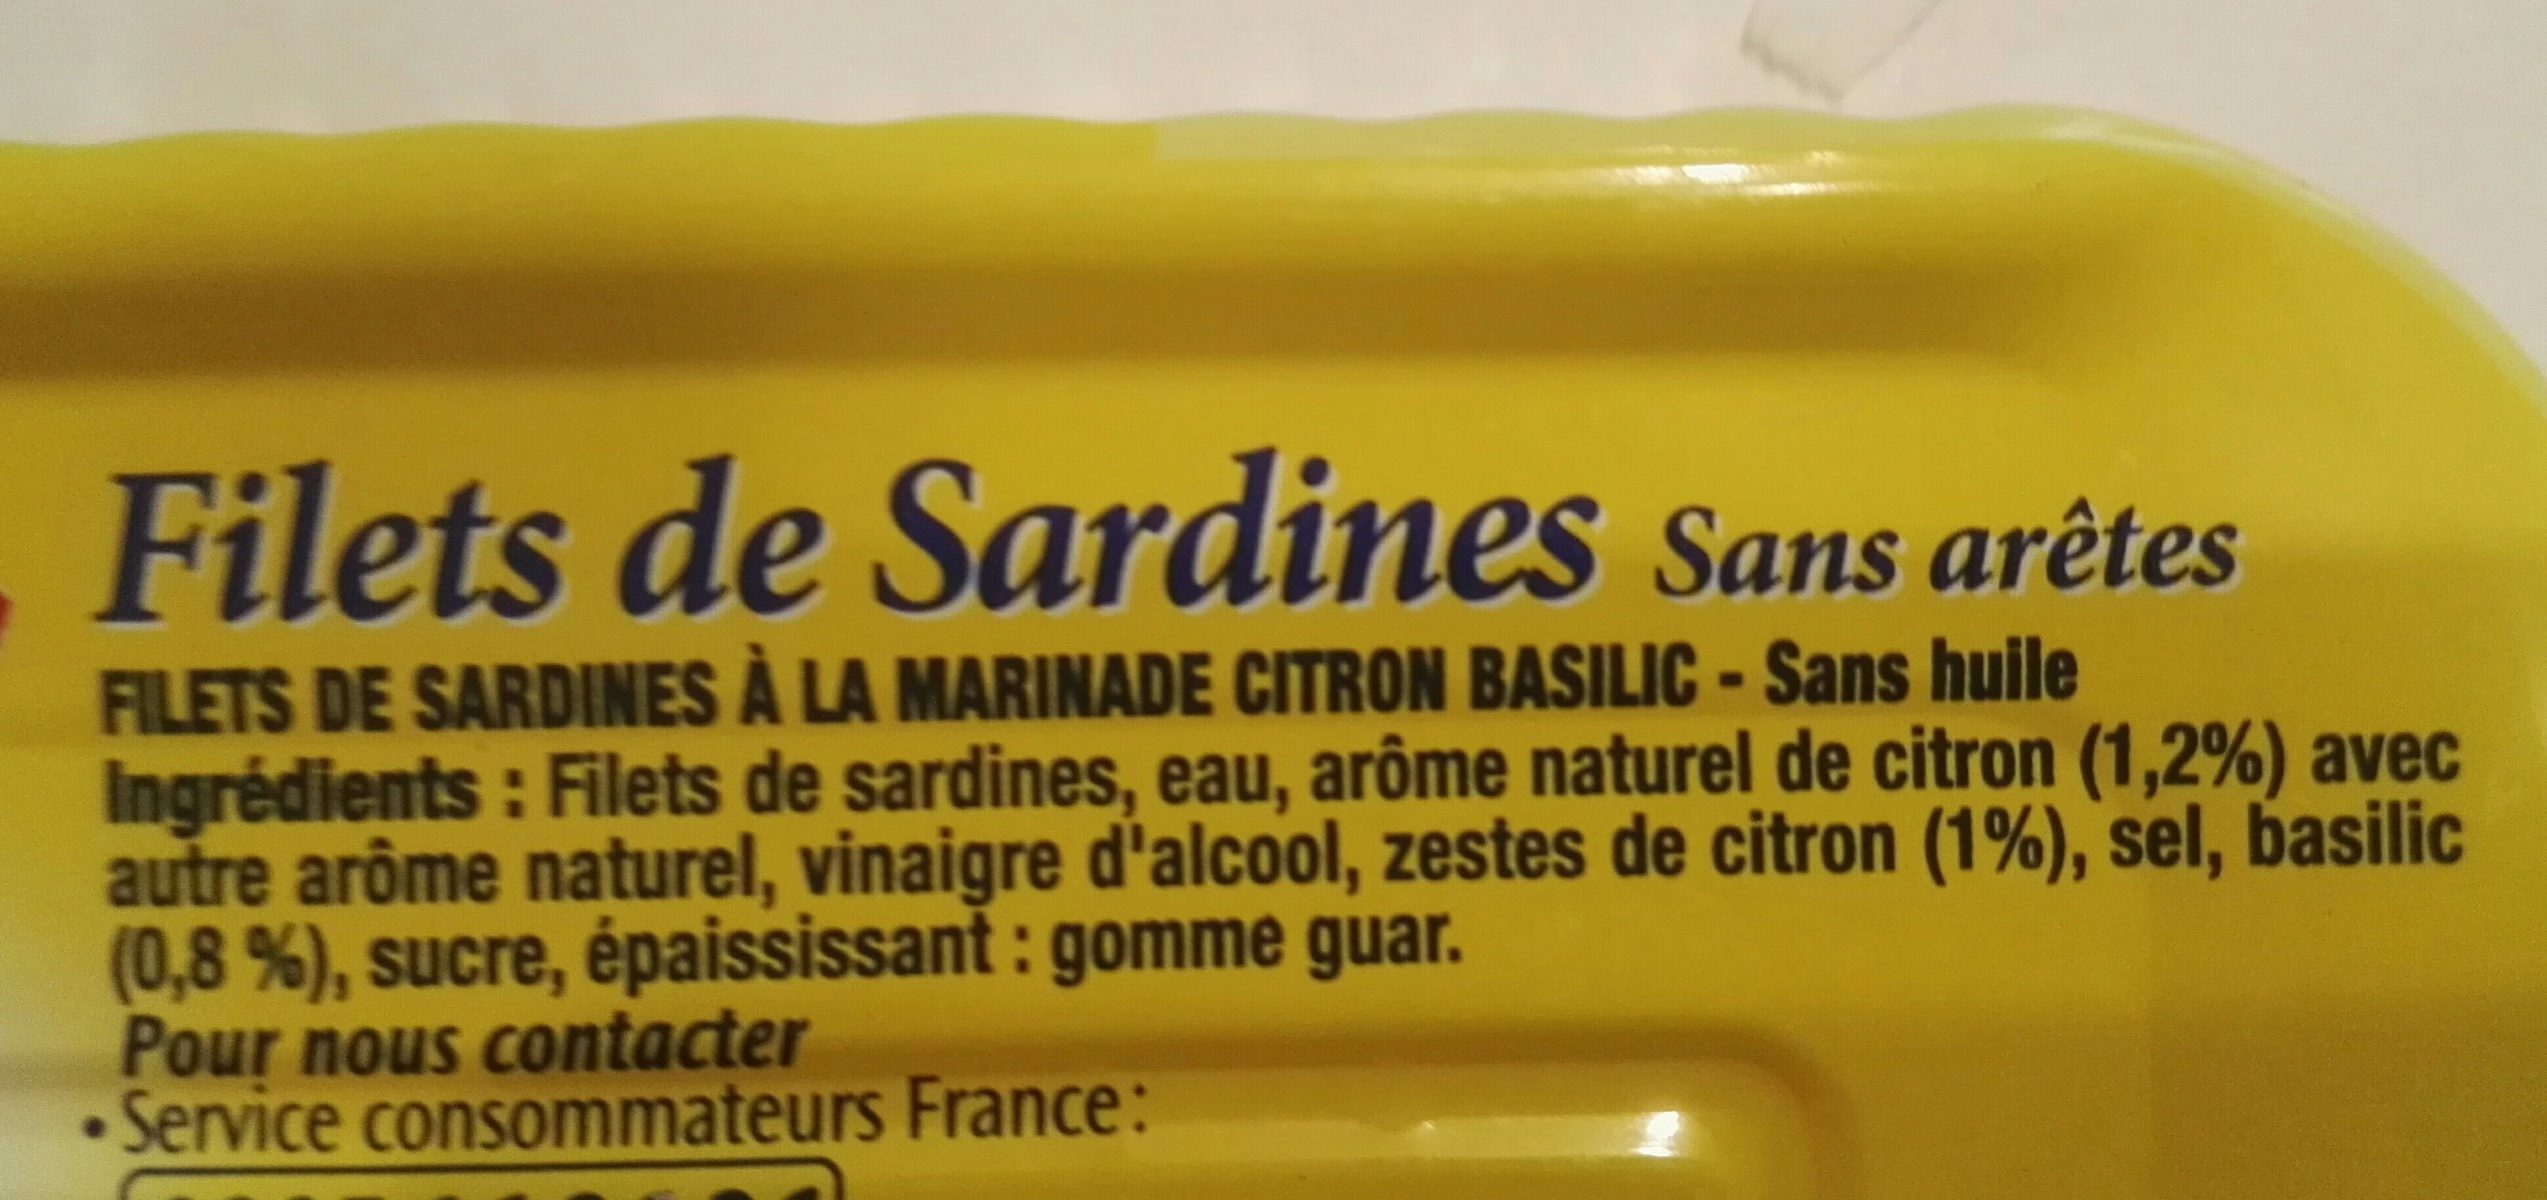 Filets de Sardines Sans arêtes
FILETS DE SARDINES À LA MARINADE CITRON BASILIC - Sans huile
Ingrédients : Filets de sardines, eau, arôme naturel de citron (1,2%) avec
autre arôme naturel, vinaigre d'alcool, zestes de citron (1%), sel, basilic
(0,8 %), sucre, épaississant : gomme guar.
Pour nous contacter
• Service consommateurs France :